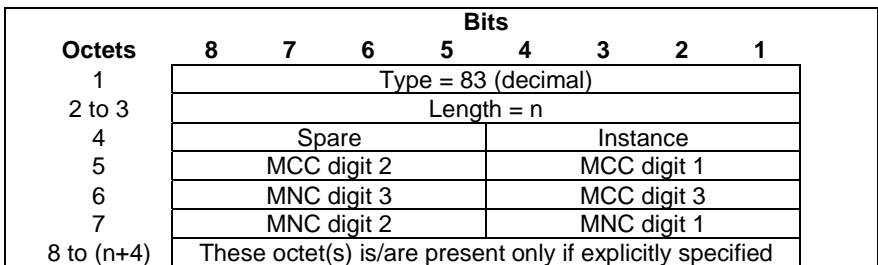 Bits
Octets 8 7 6 5 4 3 2 1
1 Type = 83 (decimal)
2 to 3 Length = n
4 Spare Instance
5 MCC digit 2 MCC digit 1
6 MNC digit 3 MCC digit 3
7 MNC digit 2 MNC digit 1
8 to (n+4) These octet(s) is/are present only if explicitly specified